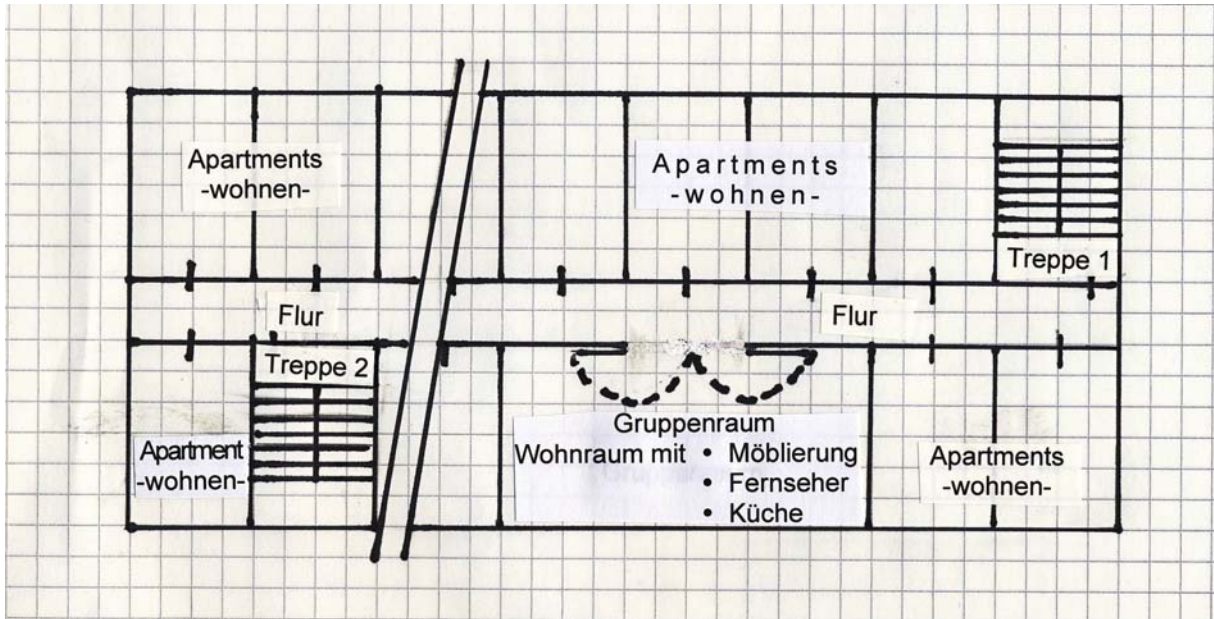 Apartments
-wohnen-
Apartments
-wohnen-
Treppe 1
Flur
Flur
Treppe 2
Apartment
-wohnen-
Gruppenraum
Wohnraum mit • Möblierung
• Fernseher
• Küche
Apartments
-wohnen-